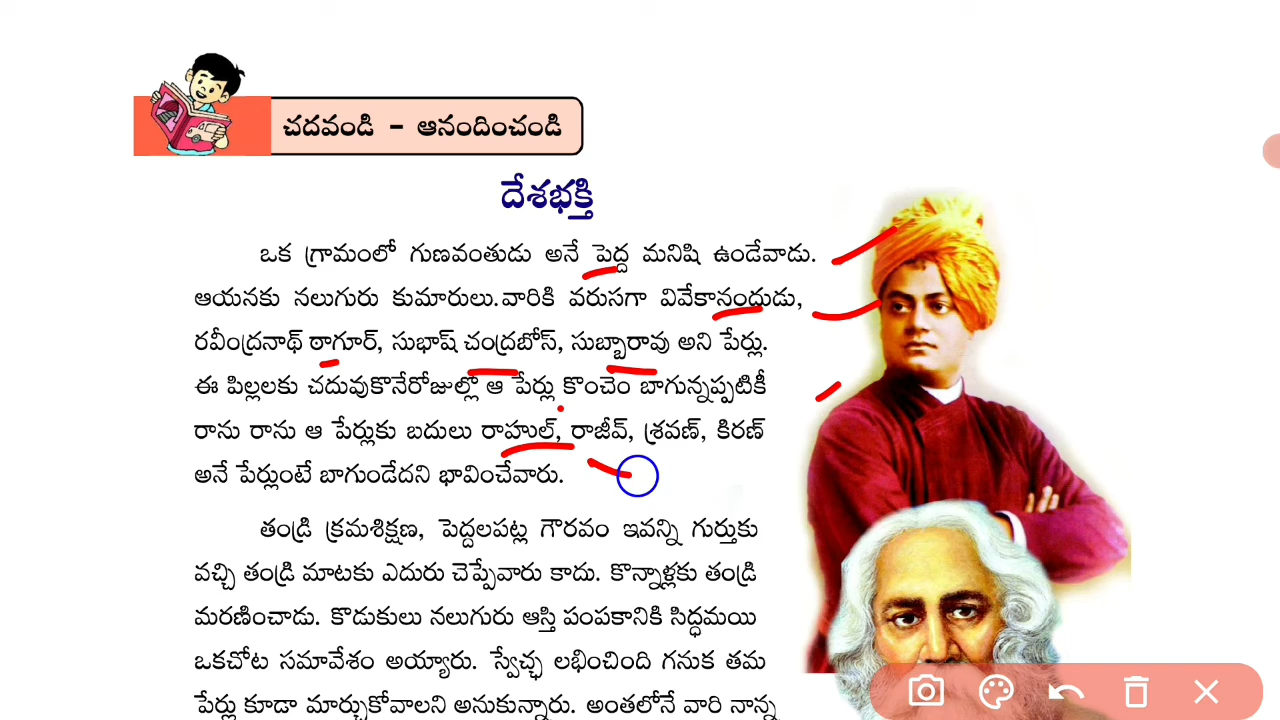 చదవండి - ఆనందించండి
దేశభక్తి
ఒక గ్రామంలో గుణవంతుడు అనే పెద్ద మనిషి ఉండేవాడు.
ఆయనకు నలుగురు కుమారులు.వారికి వరుసగా వివేకానందుడు,
రవీంద్రనాథ్ ఠాగూర్, సుభాష్ చంద్రబోస్, సుబ్బారావు అని పేర్లు.
ఈ పిల్లలకు చదువుకొనేరోజుల్లో ఆ పేర్లు కొంచెం బాగున్నప్పటికీ
రాను రాను ఆ పేర్లుకు బదులు రాహుల్, రాజీవ్, శ్రవణ్, కిరణ్
అనే పేర్లుంటే బాగుండేదని భావించేవారు.
తండ్రి క్రమశిక్షణ, పెద్దలపట్ల గౌరవం ఇవన్ని గుర్తుకు
వచ్చి తండ్రి మాటకు ఎదురు చెప్పేవారు కాదు. కొన్నాళ్లకు తండ్రి
మరణించాడు. కొడుకులు నలుగురు ఆస్తి పంపకానికి సిద్ధమయి
ఒకచోట సమావేశం అయ్యారు. స్వేచ్ఛ లభించింది గనుక తమ
పేర్లు కూడా మార్చుకోవాలని అనుకున్నారు. అంతలోనే వారి నాన్న